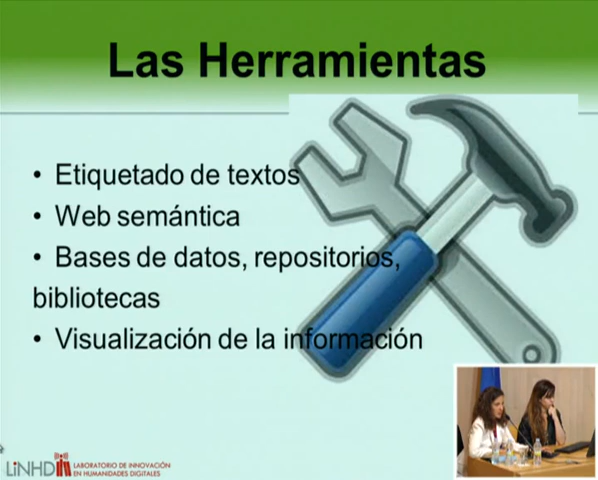 Las Herramientas
• Etiquetado de textos
• Web semántica
• Bases de datos, repositorios,
bibliotecas
• Visualización de la información
LiNHD LABORATORIO DE INNOVACIÓN
EN HUMANIDADES DIGITALES